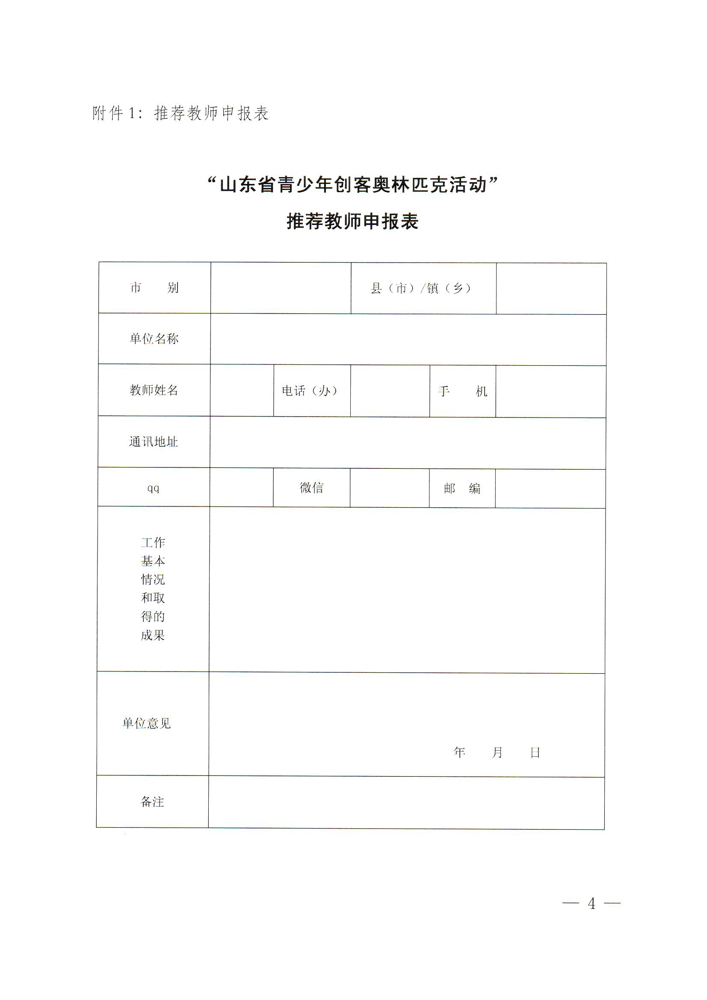 附件1：推荐教师申报表
“山东省青少年创客奥林匹克活动”
推荐教师申报表
市 别 县（市）/镇（乡）
单位名称
教师姓名 电话（办） 手 机
通讯地址
qq 微信 邮 编
工作
基本
情况
和取
得的
成果
单位意见
年 月 日
备注
— 4 —